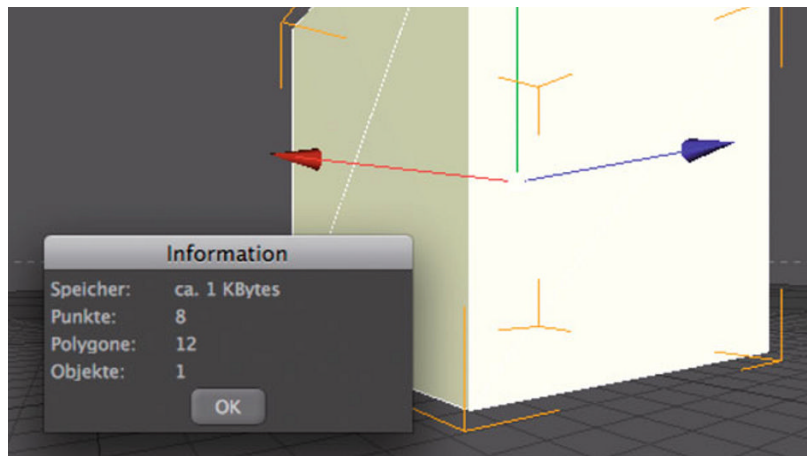 Information
Speicher: ca. 1 KBytes
Punkte: 8
Polygone: 12
Objekte: 1
OK